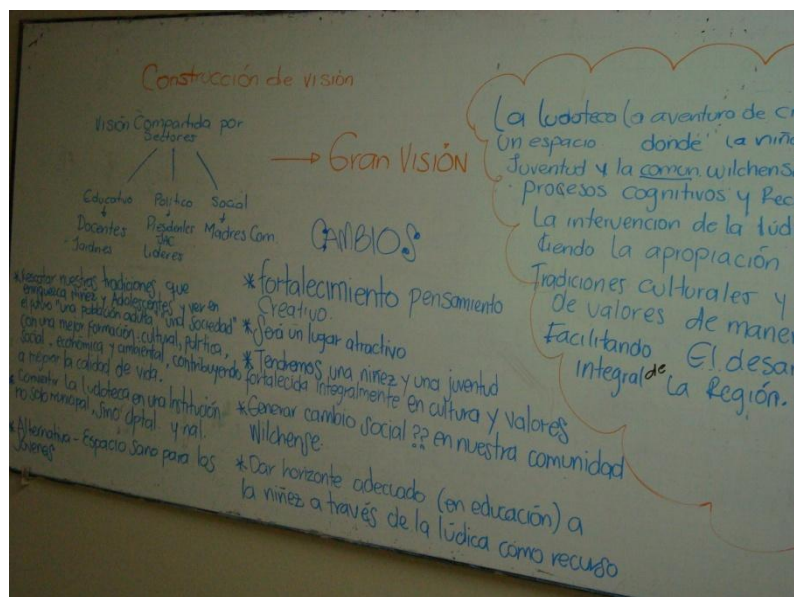 Construcción de visión
Visión Compartida por
Sectores
Educativo Político Social
Docentes Presidentes Madres Com.
Jardines JAC
Líderes
→ Gran VISIÓN
CAMBIOS
*Rescatar nuestras tradiciones, que
enriquezca niñez y Adolescentes y ver en
el futuro "una población adulta" "una sociedad"
con una mejor formación, cultural, política,
social, económica y ambiental, contribuyendo
a mejorar la calidad de vida.
* Convertir la Ludoteca en una Institución
no solo municipal, sino dptal y nal.
* Alternativa - Espacio Sano para los
Jóvenes
* fortalecimiento pensamiento
Creativo.
* Será un lugar atractivo
* Tendremos una niñez y una juventud
fortalecida integralmente en cultura y valores
*Generar cambio social ?? en nuestra comunidad
Wilchense.
*Dar horizonte adecuado (en educación) a
la niñez a través de la lúdica como recurso
La ludoteca la aventura de
un espacio donde la
Juventud y la comun. wilchens
procesos cognitivos y
La intervencion de la
la apropiación
Tradiciones culturales y
de valores de
Facilitando El
Integral de La Región.